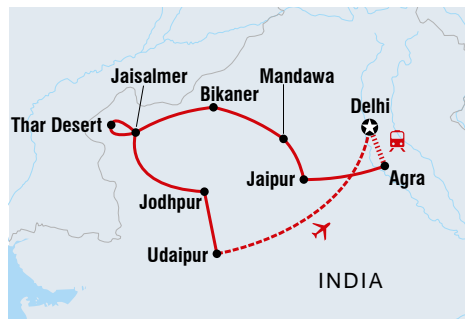 Jaisalmer
Bikaner
Mandawa
Delhi
Thar Desert
Jaipur
Agra
Jodhpur
Udaipur
INDIA